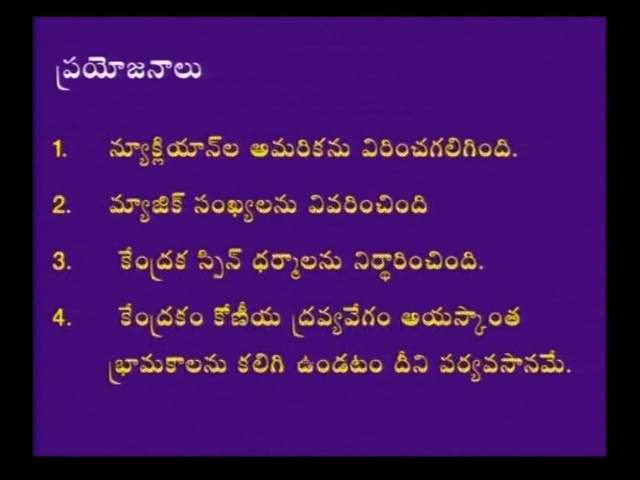 ప్రయోజనాలు
1. న్యూక్లియాన్‌ల అమరికను విరించగలిగింది.
2. మ్యాజిక్ సంఖ్యలను వివరించింది
3. కేంద్రక స్పిన్ ధర్మాలను నిర్థారించింది.
4. కేంద్రకం కోణీయ ద్రవ్యవేగం అయస్కాంత
భ్రామకాలను కలిగి ఉండటం దీని పర్యవసానమే.